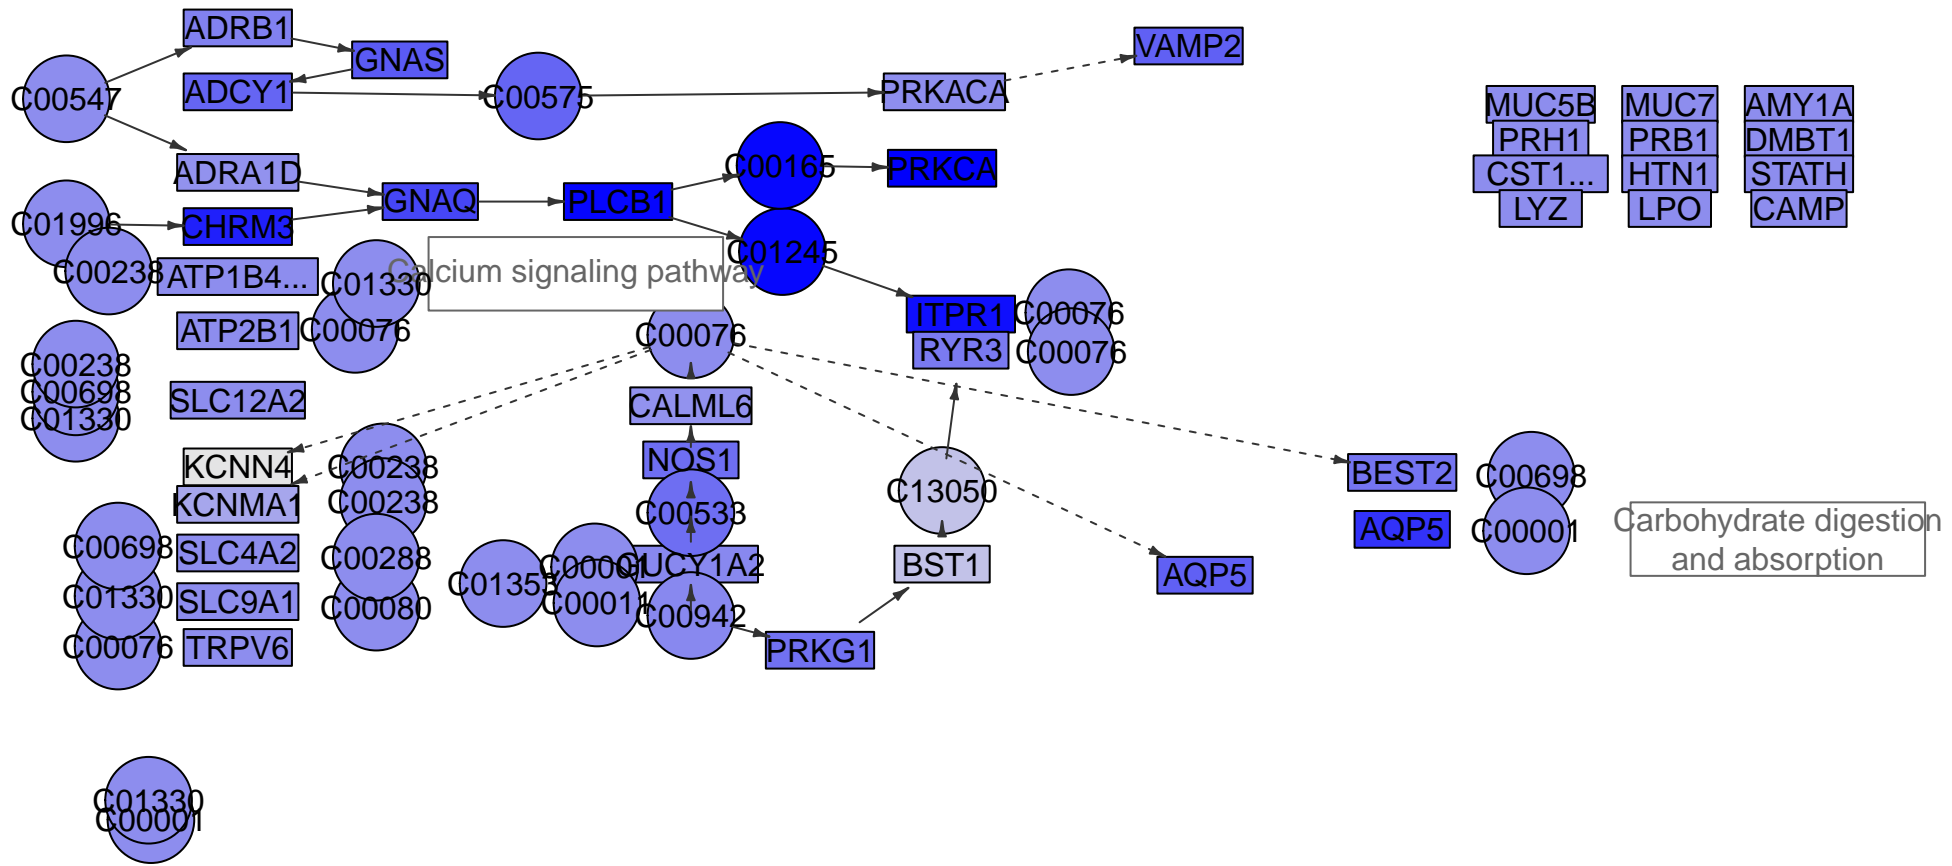 ADRB1
GNAS
VAMP2
C00547
ADCY1
C00575
PRKACA
MUC5B
MUC7
AMY1A
PRH1
PRB1
DMBT1
ADRA1D
C00165
PRKCA
CST1...
HTN1
STATH
GNAQ
PLCB1
LYZ
LPO
CAMP
C01996
CHRM3
C01245
C00238
ATP1B4...
C01330
Calcium signaling pathway
ATP2B1
C00076
C00076
ITPR1
C00076
RYR3
C00076
C00238
C00698
C01330
SLC12A2
CALML6
KCNN4
C00238
NOS1
BEST2
C00698
KCNMA1
C00238
C00533
C13050
AQP5
C00001
Carbohydrate digestion
and absorption
C00698
SLC4A2
C00288
C01353
C00001
GUCY1A2
BST1
AQP5
C01330
SLC9A1
C00080
C00011
C00942
C00076
TRPV6
PRKG1
C01330
C00001